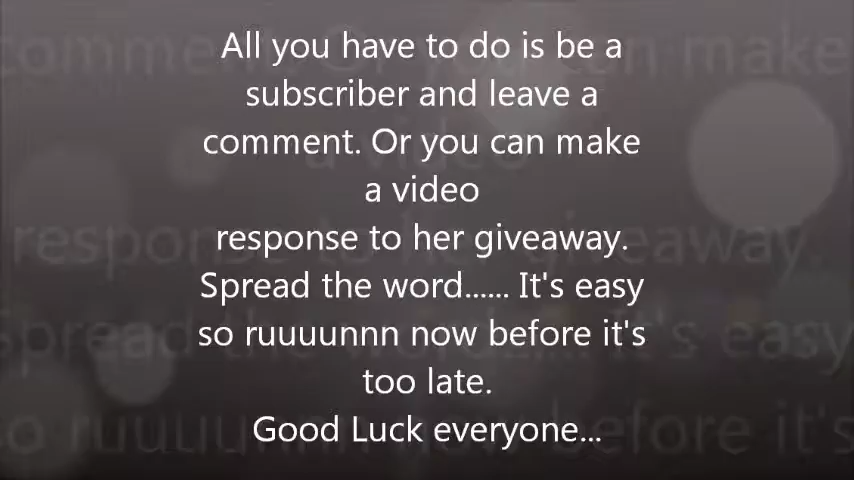 All you have to do is be a
subscriber and leave a
comment. Or you can make
a video
response to her giveaway.
Spread the word...... It's easy
so ruuuunnn now before it's
too late.
Good Luck everyone...